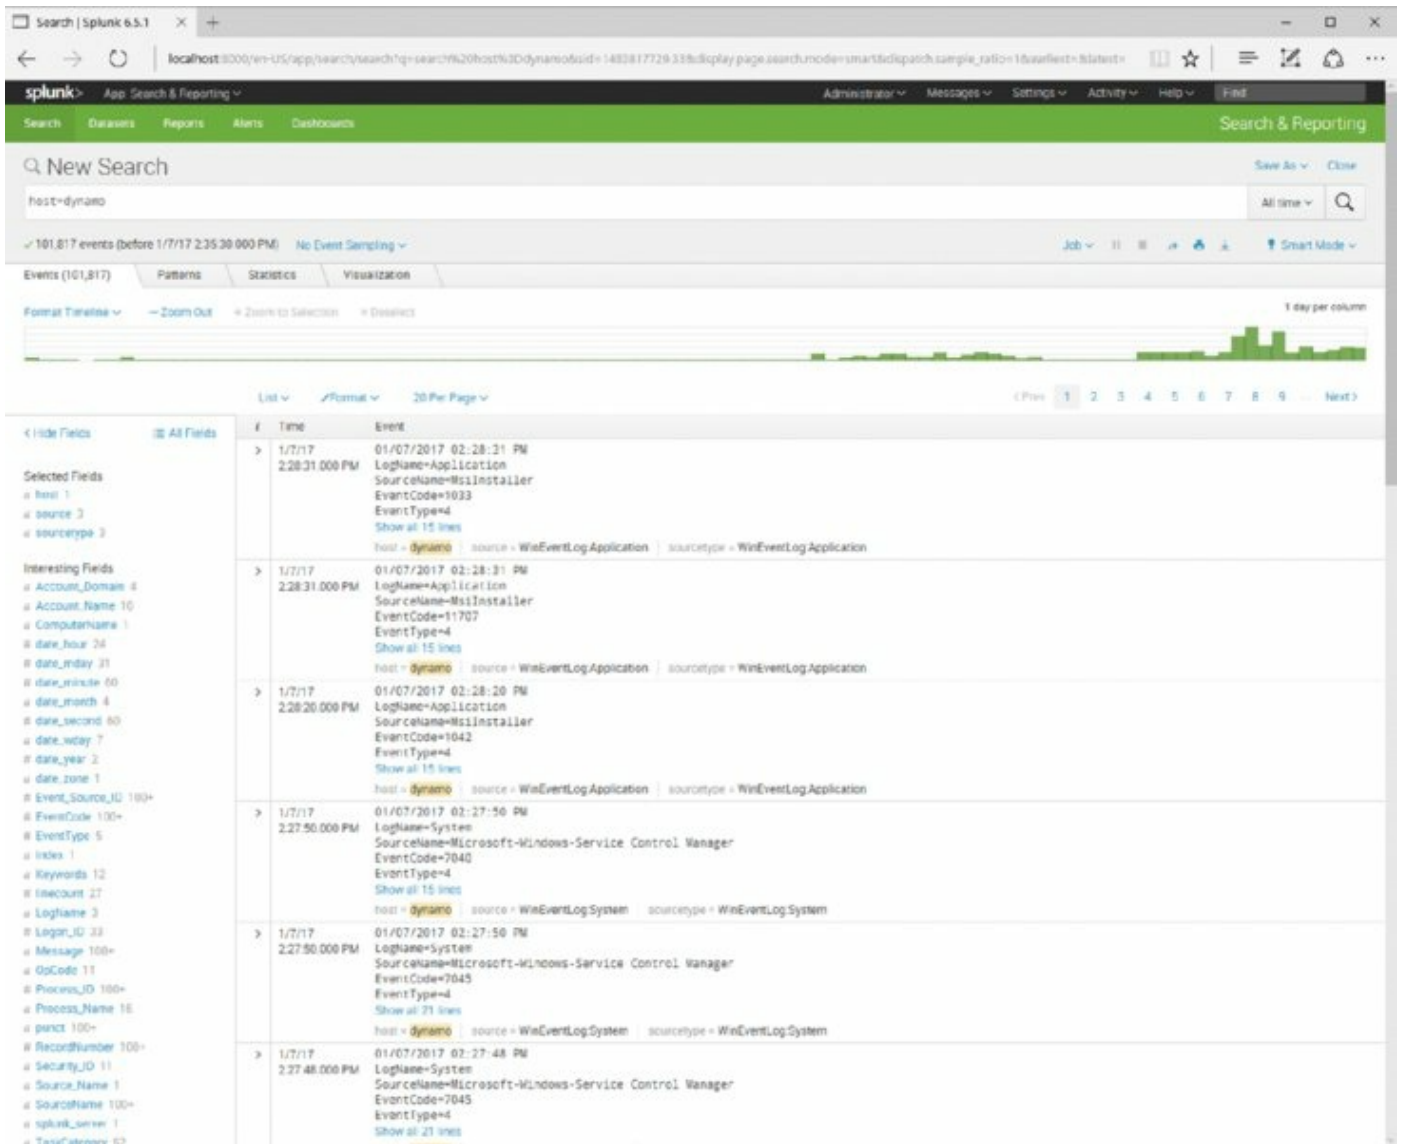 Search | Splunk 6.5.1
splunk> App: Search & Reporting Administrator Messages Settings Activity Help Find
Search Datasets Reports Alerts Dashboards Search & Reporting
New Search Save As Close
host=dynamo All time
101,817 events (before 1/7/17 2:35:30.000 PM) No Event Sampling Job Smart Mode
Events (101,817) Patterns Statistics Visualization
Format Timeline – Zoom Out + Zoom to Selection × Deselect 1 day per column
List Format 20 Per Page < Prev 1 2 3 4 5 6 7 8 9 ... Next >
< Hide Fields All Fields
i Time Event
Selected Fields
a host 1
a source 3
a sourcetype 3
Interesting Fields
a Account_Domain 4
a Account_Name 10
a ComputerName 1
# date_hour 24
# date_mday 31
# date_minute 60
a date_month 4
# date_second 60
a date_wday 7
# date_year 2
a date_zone 1
# Event_Source_ID 100+
# EventCode 100+
# EventType 5
a index 1
a Keywords 12
# linecount 27
a LogName 3
# Logon_ID 33
a Message 100+
a OpCode 11
# Process_ID 100+
a Process_Name 16
a punct 100+
# RecordNumber 100+
a Security_ID 11
a Source_Name 1
a SourceName 100+
a splunk_server 1
a TaskCategory 52
> 1/7/17 2:28:31.000 PM
01/07/2017 02:28:31 PM
LogName=Application
SourceName=MsiInstaller
EventCode=1033
EventType=4
Show all 15 lines
host = dynamo source = WinEventLog:Application sourcetype = WinEventLog:Application
> 1/7/17 2:28:31.000 PM
01/07/2017 02:28:31 PM
LogName=Application
SourceName=MsiInstaller
EventCode=11707
EventType=4
Show all 15 lines
host = dynamo source = WinEventLog:Application sourcetype = WinEventLog:Application
> 1/7/17 2:28:20.000 PM
01/07/2017 02:28:20 PM
LogName=Application
SourceName=MsiInstaller
EventCode=1042
EventType=4
Show all 15 lines
host = dynamo source = WinEventLog:Application sourcetype = WinEventLog:Application
> 1/7/17 2:27:50.000 PM
01/07/2017 02:27:50 PM
LogName=System
SourceName=Microsoft-Windows-Service Control Manager
EventCode=7040
EventType=4
Show all 15 lines
host = dynamo source = WinEventLog:System sourcetype = WinEventLog:System
> 1/7/17 2:27:50.000 PM
01/07/2017 02:27:50 PM
LogName=System
SourceName=Microsoft-Windows-Service Control Manager
EventCode=7045
EventType=4
Show all 21 lines
host = dynamo source = WinEventLog:System sourcetype = WinEventLog:System
> 1/7/17 2:27:48.000 PM
01/07/2017 02:27:48 PM
LogName=System
SourceName=Microsoft-Windows-Service Control Manager
EventCode=7045
EventType=4
Show all 21 lines